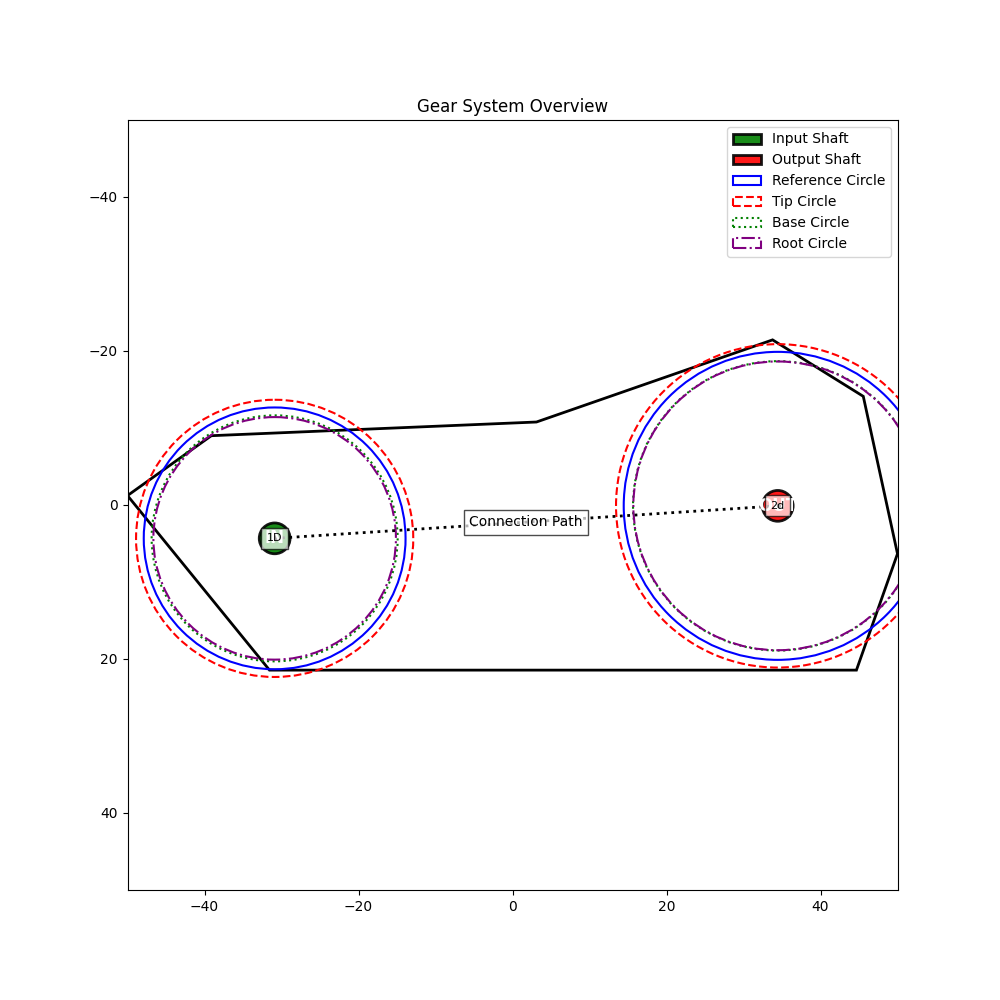 Gear System Overview
Input Shaft
Output Shaft
Reference Circle
Tip Circle
Base Circle
Root Circle
−40
−20
0
20
40
1D
Connection Path
2d
−40
−20
0
20
40